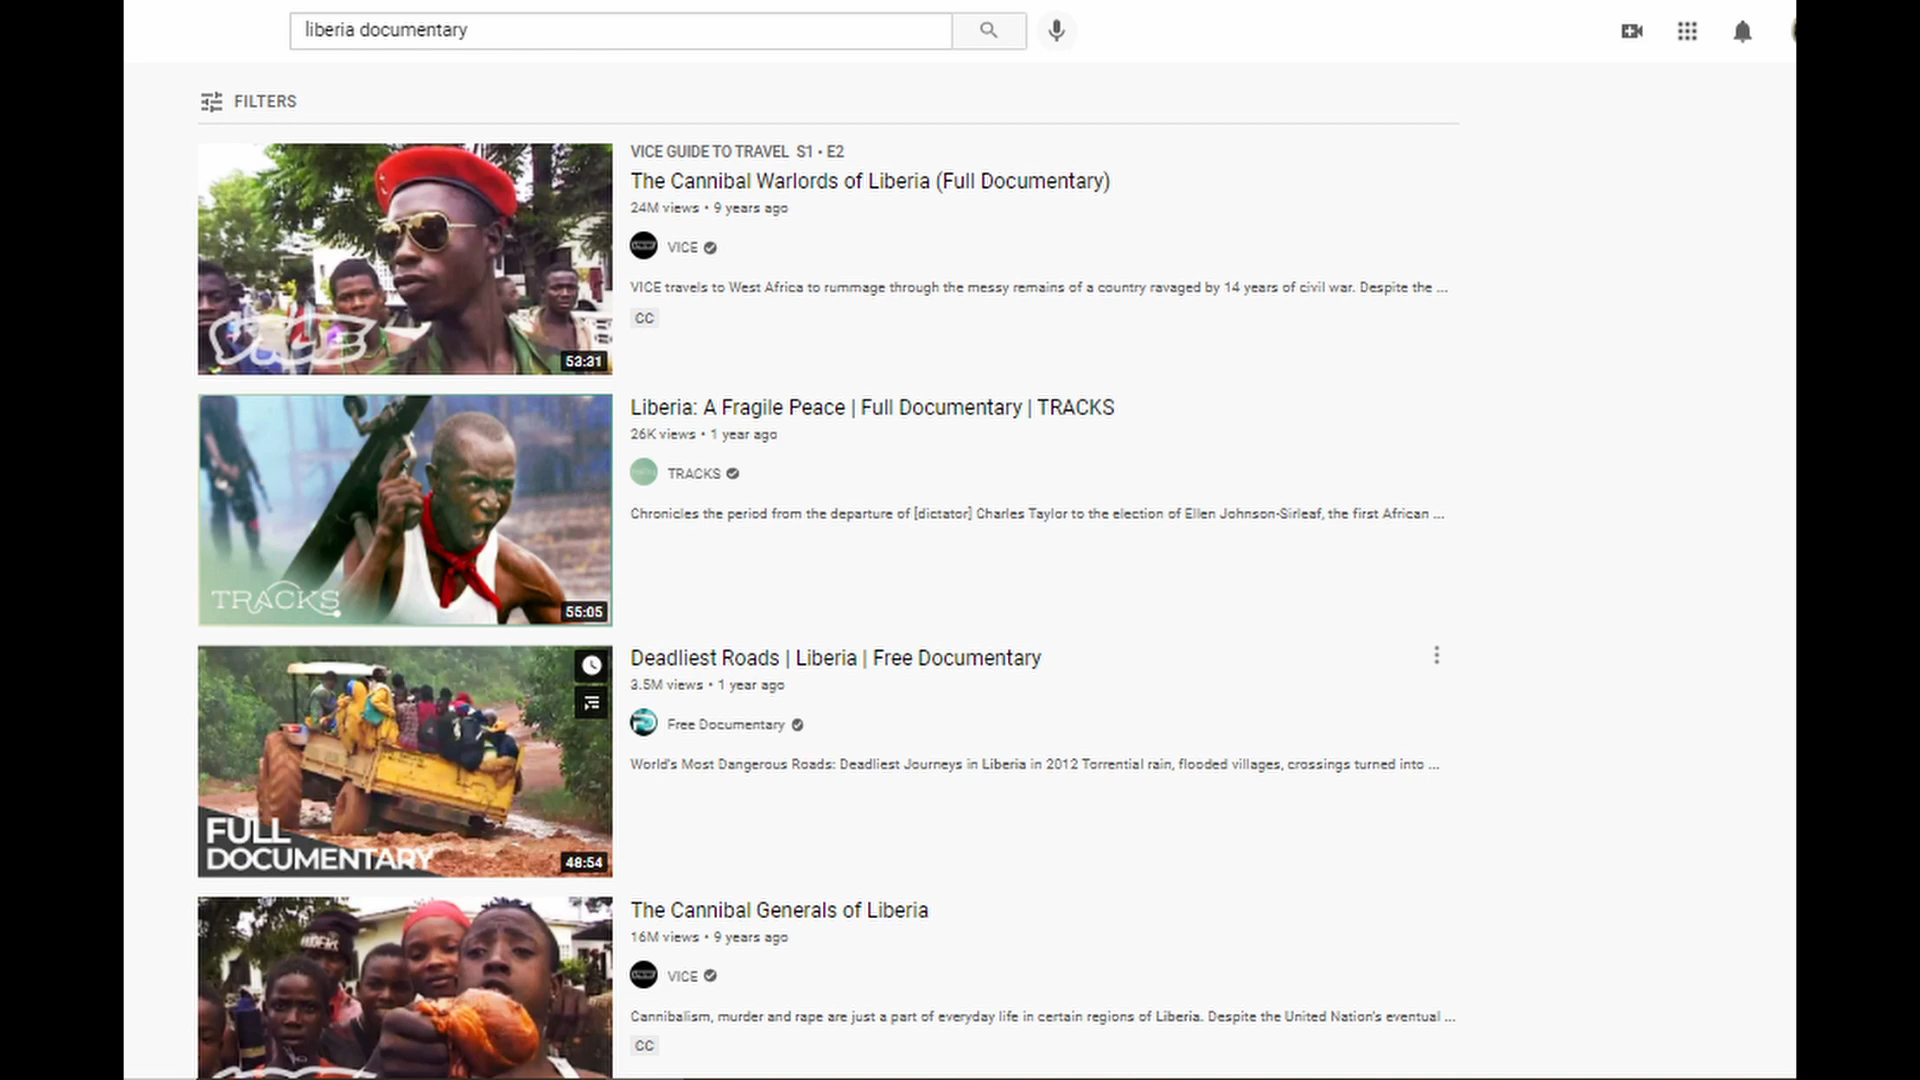 liberia documentary
FILTERS
VICE GUIDE TO TRAVEL S1 • E2
The Cannibal Warlords of Liberia (Full Documentary)
24M views • 9 years ago
VICE
VICE travels to West Africa to rummage through the messy remains of a country ravaged by 14 years of civil war. Despite the ...
CC
VICE
53:31
Liberia: A Fragile Peace | Full Documentary | TRACKS
26K views • 1 year ago
TRACKS
Chronicles the period from the departure of [dictator] Charles Taylor to the election of Ellen Johnson-Sirleaf, the first African ...
TRACKS
55:05
Deadliest Roads | Liberia | Free Documentary
3.5M views • 1 year ago
Free Documentary
World's Most Dangerous Roads: Deadliest Journeys in Liberia in 2012 Torrential rain, flooded villages, crossings turned into ...
FULL
DOCUMENTARY
48:54
The Cannibal Generals of Liberia
16M views • 9 years ago
VICE
Cannibalism, murder and rape are just a part of everyday life in certain regions of Liberia. Despite the United Nation's eventual ...
CC